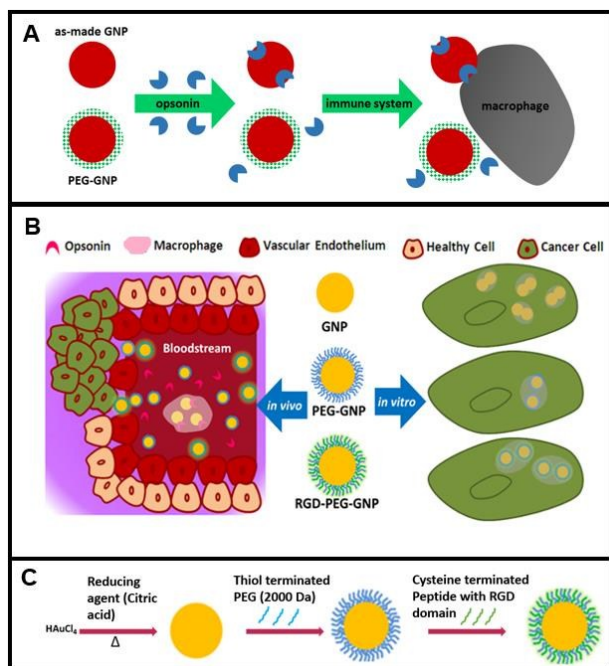 A
as-made GNP
opsonin
immune system
macrophage
PEG-GNP
B
Opsonin
Macrophage
Vascular Endothelium
Healthy Cell
Cancer Cell
Bloodstream
GNP
PEG-GNP
in vivo
in vitro
RGD-PEG-GNP
C
Reducing
agent (Citric
acid)
HAuCl₄
Δ
Thiol terminated
PEG (2000 Da)
Cysteine terminated
Peptide with RGD
domain